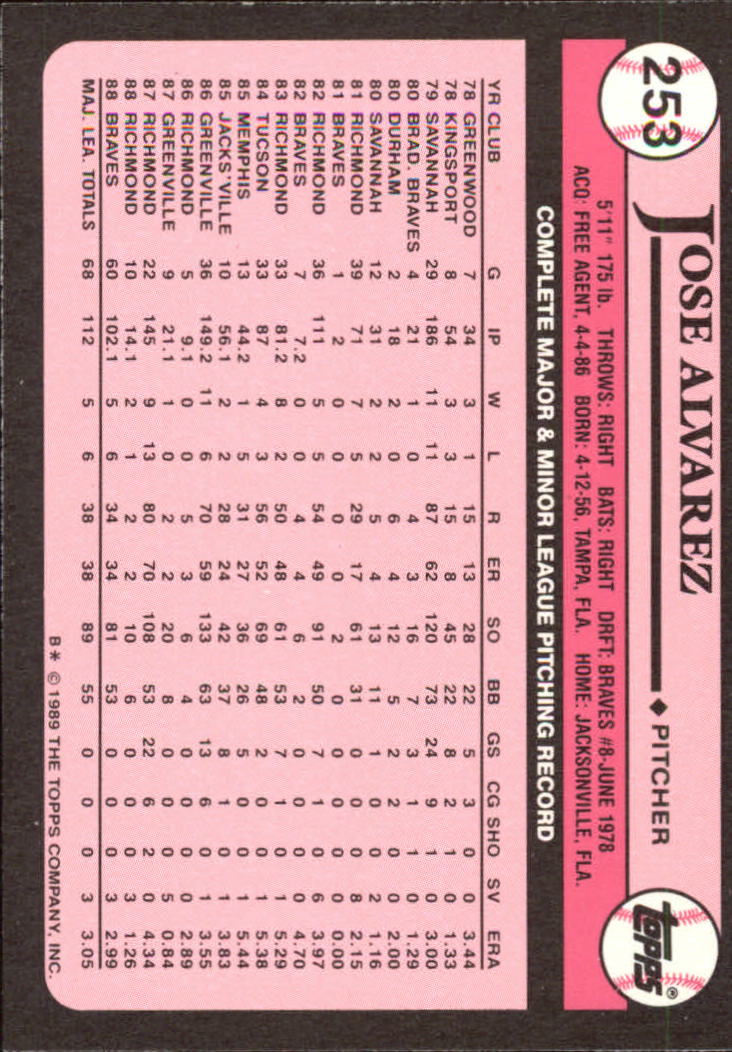 253
JOSE ALVAREZ ◆ PITCHER
topps®
5'11" 175 lb. THROWS: RIGHT BATS: RIGHT DRFT: BRAVES #8-JUNE 1978
ACQ: FREE AGENT, 4-4-86 BORN: 4-12-56, TAMPA, FLA. HOME: JACKSONVILLE, FLA.
COMPLETE MAJOR & MINOR LEAGUE PITCHING RECORD
YR CLUB G IP W L R ER SO BB GS CG SHO SV ERA
78 GREENWOOD 7 34 3 1 15 13 28 22 5 3 0 0 3.44
78 KINGSPORT 8 54 3 3 15 8 45 22 8 2 1 0 1.33
79 SAVANNAH 29 186 11 11 87 62 120 73 24 9 1 0 3.00
80 BRAD. BRAVES 4 21 1 0 4 3 16 7 3 1 1 0 1.29
80 DURHAM 2 18 2 0 6 4 12 5 2 2 0 0 2.00
80 SAVANNAH 12 31 2 2 5 4 13 11 1 0 0 2 1.16
81 RICHMOND 39 71 7 5 29 17 61 31 0 0 0 8 2.15
81 BRAVES 1 2 0 0 0 0 2 0 0 0 0 0 0.00
82 RICHMOND 36 111 5 5 54 49 91 50 7 1 0 6 3.97
82 BRAVES 7 7.2 0 0 4 4 6 2 0 0 0 0 4.70
83 RICHMOND 33 81.2 8 2 50 48 61 53 7 1 0 1 5.29
84 TUCSON 33 87 4 3 56 52 69 48 2 0 0 1 5.38
85 MEMPHIS 13 44.2 1 5 31 27 36 26 5 0 0 1 5.44
85 JACKS'VILLE 10 56.1 2 2 28 24 42 37 8 1 0 1 3.83
86 GREENVILLE 36 149.2 11 6 70 59 133 63 13 6 0 1 3.55
86 RICHMOND 5 9.1 0 0 5 3 6 4 0 0 0 0 2.89
87 GREENVILLE 9 21.1 1 0 2 2 20 8 0 0 0 5 0.84
87 RICHMOND 22 145 9 13 80 70 108 53 22 6 2 0 4.34
88 RICHMOND 10 14.1 2 1 2 2 10 6 0 0 0 3 1.26
88 BRAVES 60 102.1 5 6 34 34 81 53 0 0 0 3 2.99
MAJ. LEA. TOTALS 68 112 5 6 38 38 89 55 0 0 0 3 3.05
B* © 1989 THE TOPPS COMPANY, INC.